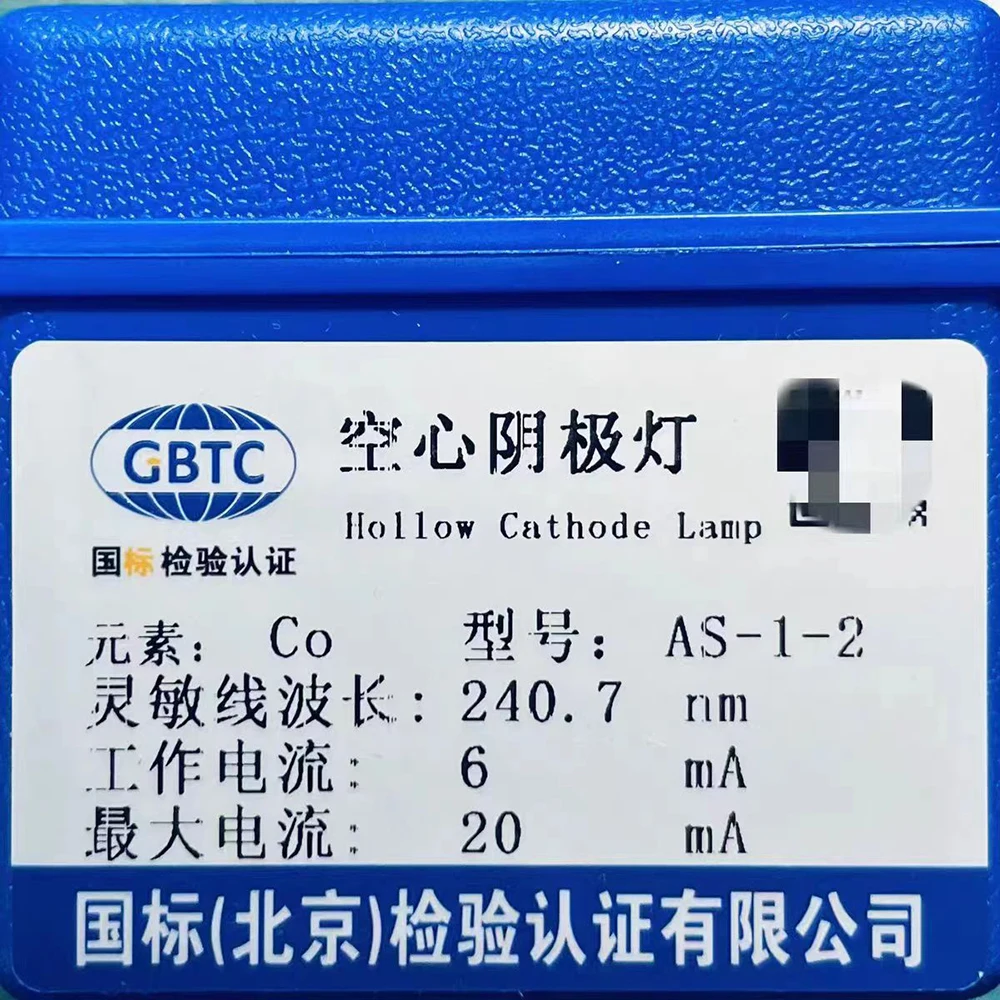 GBTC
国标检验认证
空心阴极灯
Hollow Cathode Lamp
元素: Co 型号: AS-1-2
灵敏线波长: 240.7 nm
工作电流: 6 mA
最大电流: 20 mA
国标(北京)检验认证有限公司